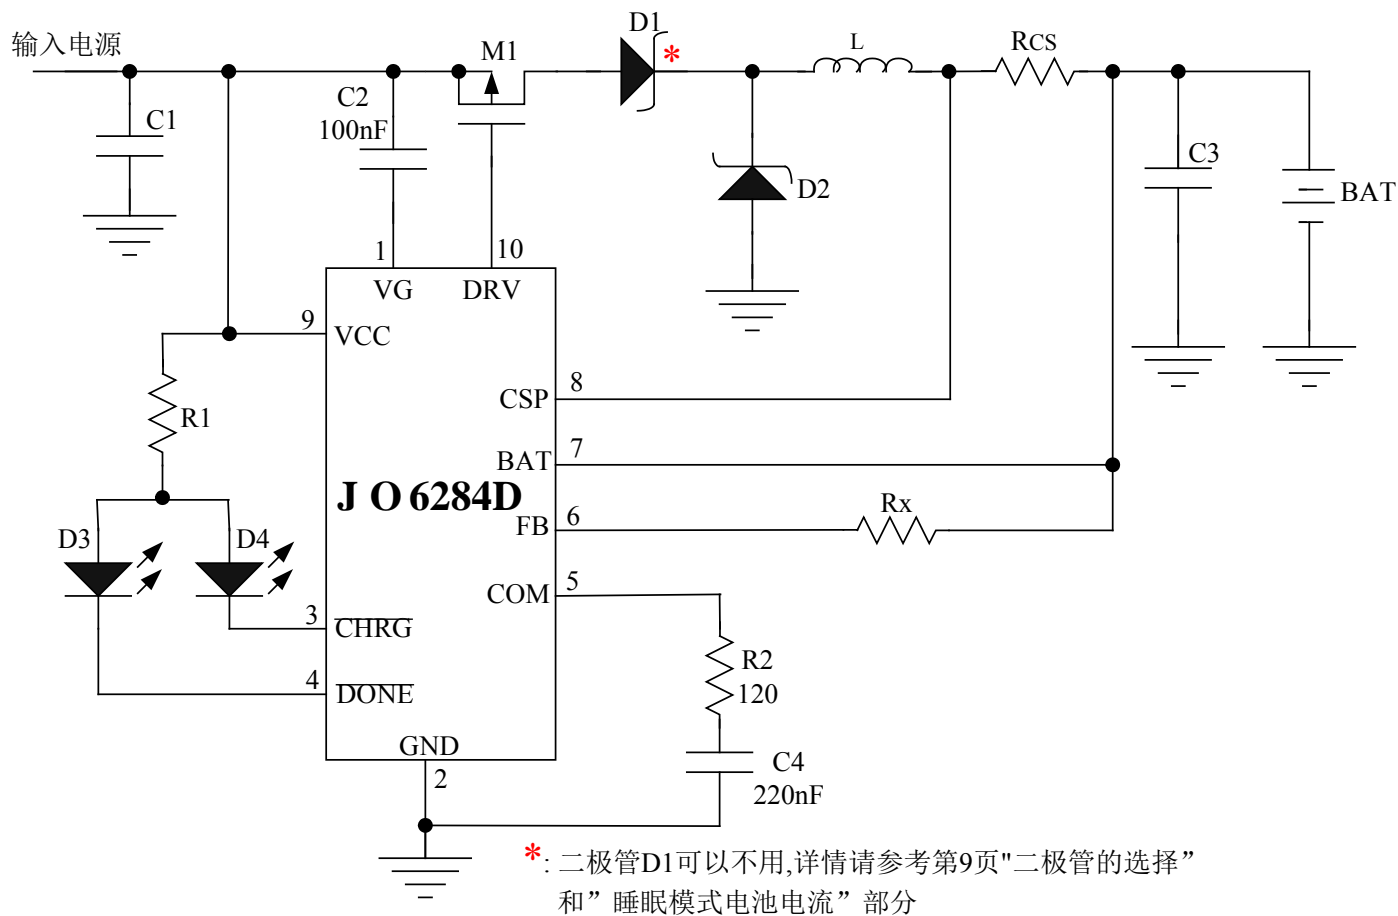 输入电源
D1
*
M1
L
RCS
C1
C2
100nF
C3
D2
BAT
1
10
VG
DRV
9
VCC
8
CSP
R1
7
BAT
J O 6284D
Rx
6
FB
D3
D4
5
COM
3
CHRG
R2
120
4
DONE
GND
2
C4
220nF
*: 二极管D1可以不用,详情请参考第9页"二极管的选择”
和”睡眠模式电池电流”部分